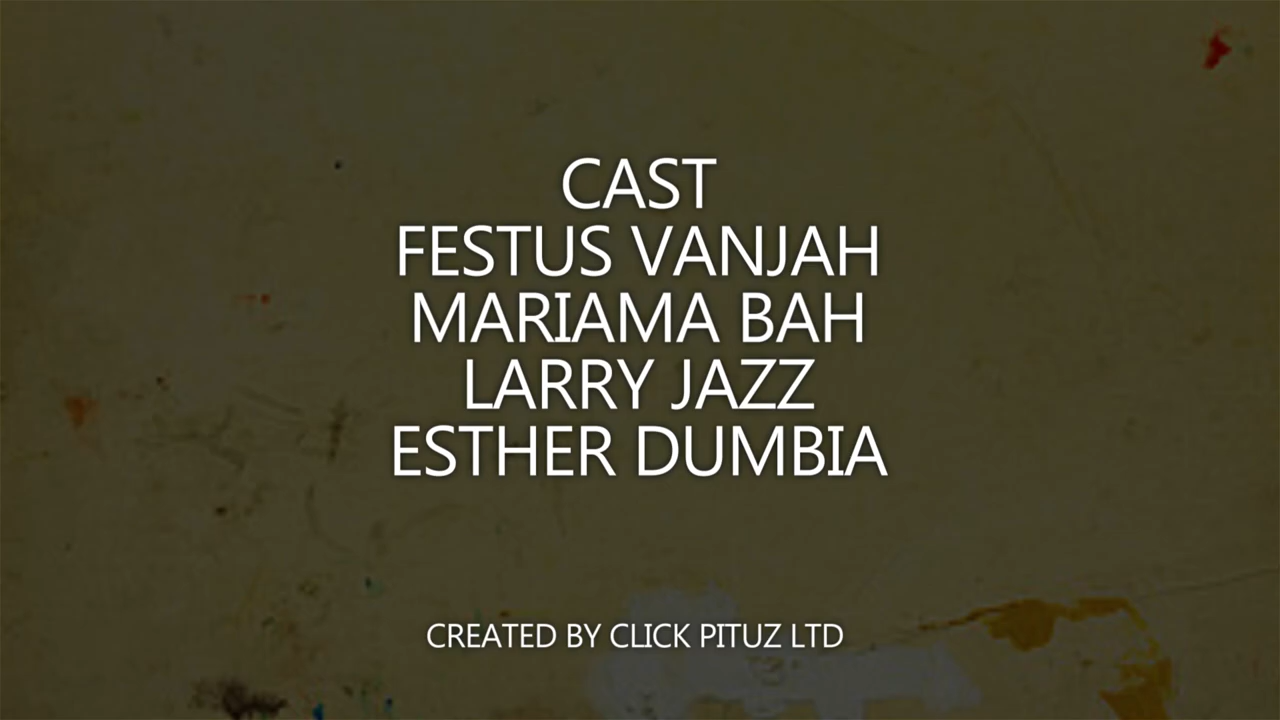 CAST
FESTUS VANJAH
MARIAMA BAH
LARRY JAZZ
ESTHER DUMBIA
CREATED BY CLICK PITUZ LTD